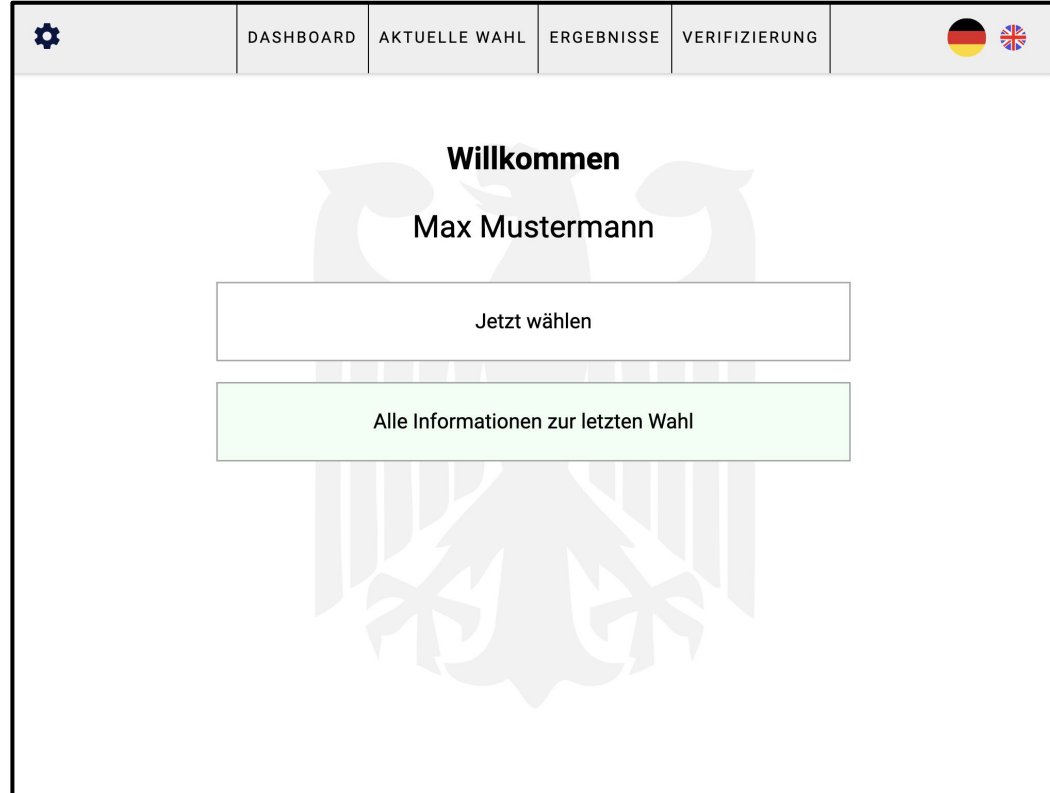 DASHBOARD
AKTUELLE WAHL
ERGEBNISSE
VERIFIZIERUNG
Willkommen
Max Mustermann
Jetzt wählen
Alle Informationen zur letzten Wahl